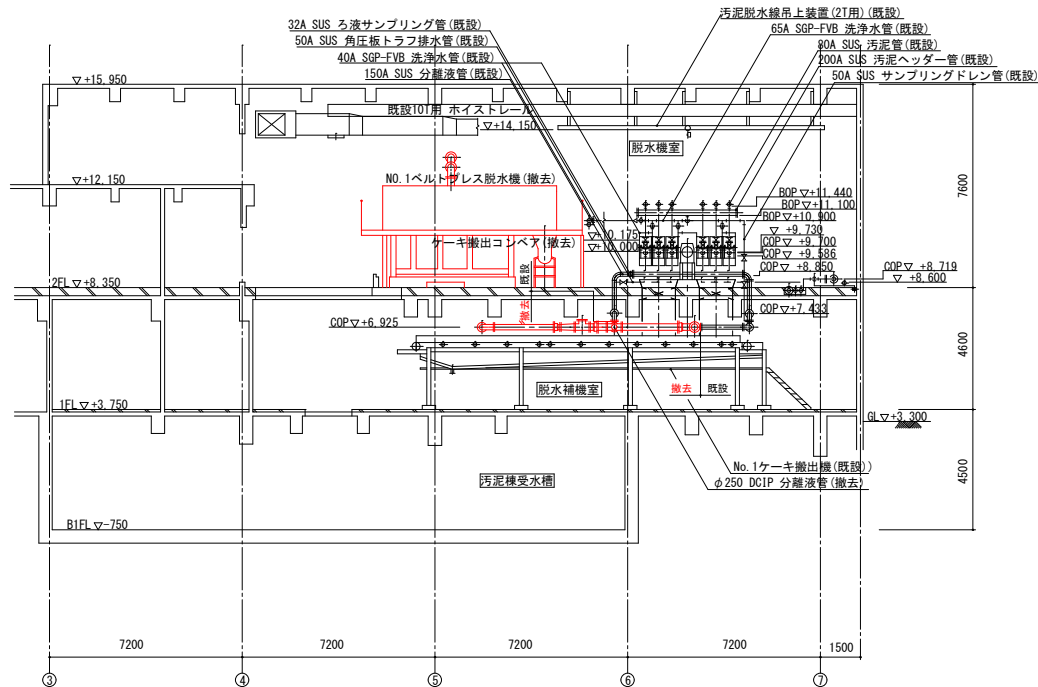 汚泥脱水線吊上装置(2T用)(既設)
32A SUS ろ液サンプリング管(既設)
65A SGP-FVB 洗浄水管(既設)
50A SUS 角圧板トラフ排水管(既設)
80A SUS 汚泥管(既設)
40A SGP-FVB 洗浄水管(既設)
200A SUS 汚泥ヘッダー管(既設)
150A SUS 分離液管(既設)
50A SUS サンプリングドレン管(既設)
▽+15.950
既設10T用 ホイストレール
▽+14.150
脱水機室
▽+12.150
NO.1ベルトプレス脱水機(撤去)
7600
BOP▽+11.440
BOP▽+11.100
BOP▽+10.900
▽+10.175
▽+9.730
ケーキ搬出コンベア(撤去)
▽+10.000
COP▽ +9.700
COP▽ +9.586
既設
COP▽ +8.850
COP▽ +8.719
▽ +8.600
2FL▽+8.350
撤去
COP▽+7.433
COP▽+6.925
4600
脱水補機室
撤去 既設
1FL▽+3.750
GL▽+3.300
No.1ケーキ搬出機(既設))
4500
汚泥棟受水槽
φ250 DCIP 分離液管(撤去)
B1FL▽-750
7200
7200
7200
7200
1500
③
④
⑤
⑥
⑦